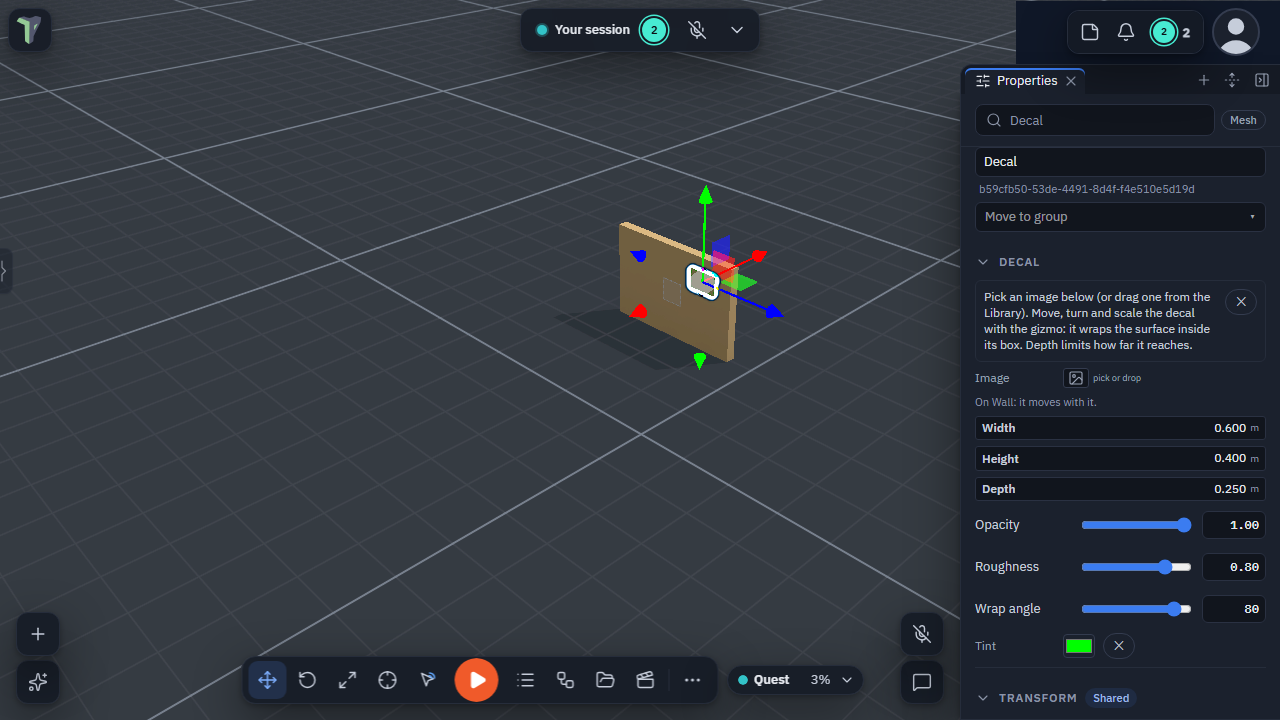 Your session
2
2
2
Properties
Decal
Mesh
Decal
b59cfb50-53de-4491-8d4f-f4e510e5d19d
Move to group
DECAL
Pick an image below (or drag one from the
Library). Move, turn and scale the decal
with the gizmo: it wraps the surface inside
its box. Depth limits how far it reaches.
Image
pick or drop
On Wall: it moves with it.
Width 0.600 m
Height 0.400 m
Depth 0.250 m
Opacity 1.00
Roughness 0.80
Wrap angle 80
Tint
TRANSFORM Shared
Quest 3%